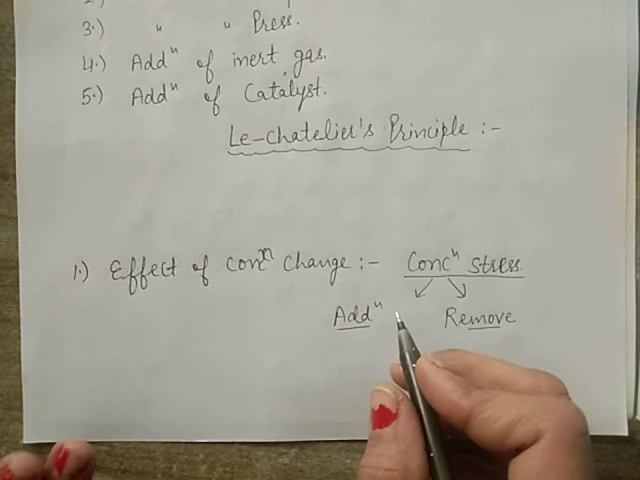 3.) " " Press.
4.) Addⁿ of inert gas.
5.) Addⁿ of Catalyst.
Le-chatelier's Principle :-
1.) Effect of concⁿ change :- Concⁿ stress.
Addⁿ Remove